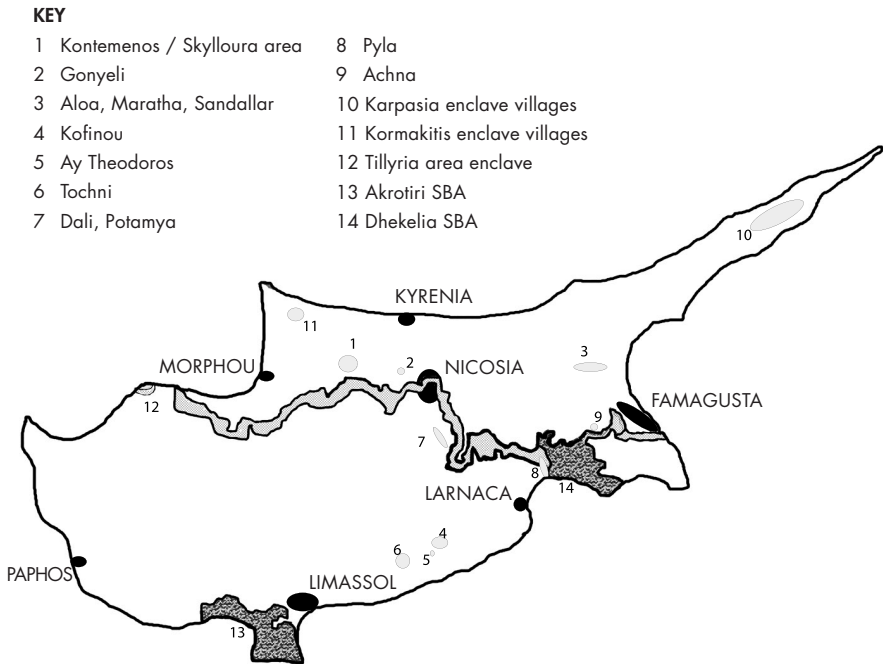 KEY
1 Kontemenos / Skylloura area
2 Gonyeli
3 Aloa, Maratha, Sandallar
4 Kofinou
5 Ay Theodoros
6 Tochni
7 Dali, Potamya
8 Pyla
9 Achna
10 Karpasia enclave villages
11 Kormakitis enclave villages
12 Tillyria area enclave
13 Akrotiri SBA
14 Dhekelia SBA
10
KYRENIA
11
1
2
3
MORPHOU
NICOSIA
12
FAMAGUSTA
9
7
8
14
LARNACA
4
6
5
PAPHOS
LIMASSOL
13